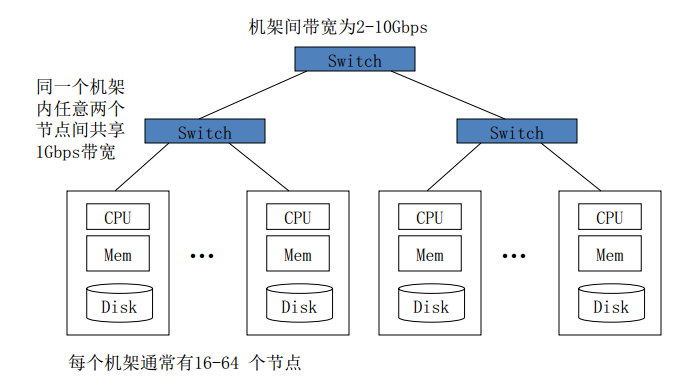 机架间带宽为2-10Gbps
Switch
同一个机架
内任意两个
节点间共享
1Gbps带宽
Switch
Switch
CPU
Mem
Disk
...
CPU
Mem
Disk
CPU
Mem
Disk
...
CPU
Mem
Disk
每个机架通常有16-64 个节点